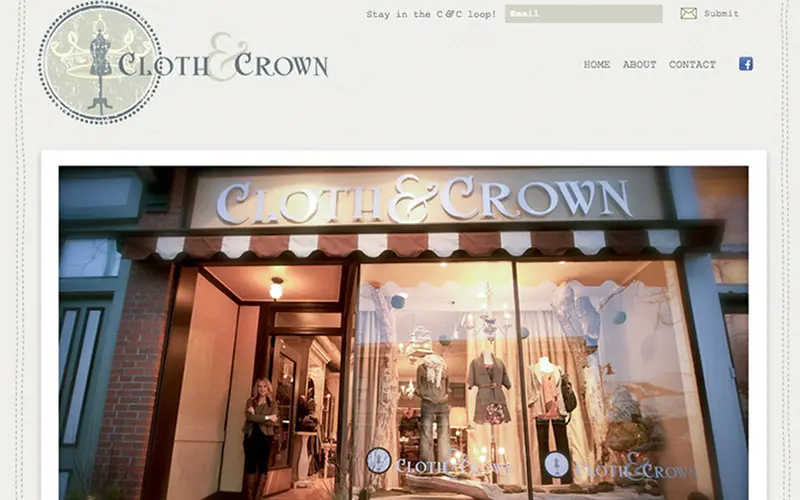 Stay in the C&C loop! Email Submit
CLOTH & CROWN
HOME ABOUT CONTACT f
CLOTH & CROWN
CLOTH & CROWN CLOTH & CROWN